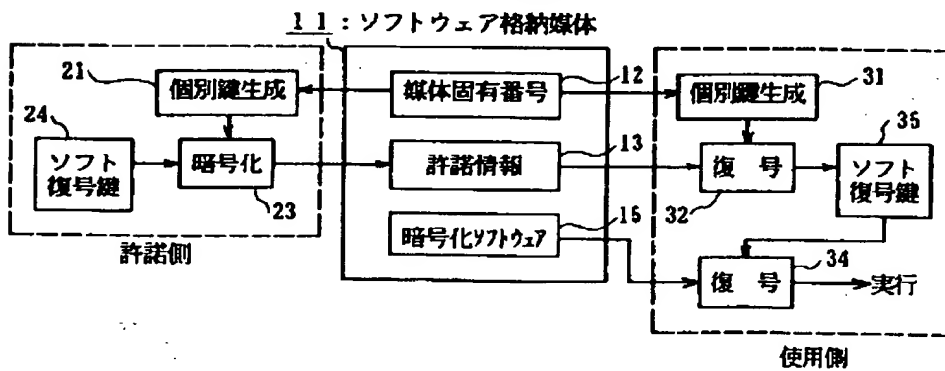 11：ソフトウェア格納媒体
21
個別鍵生成
24
ソフト
復号鍵
暗号化
23
許諾側
媒体固有番号
12
許諾情報
13
暗号化ソフトウェア
15
個別鍵生成
31
復号
32
35
ソフト
復号鍵
復号
34
実行
使用側